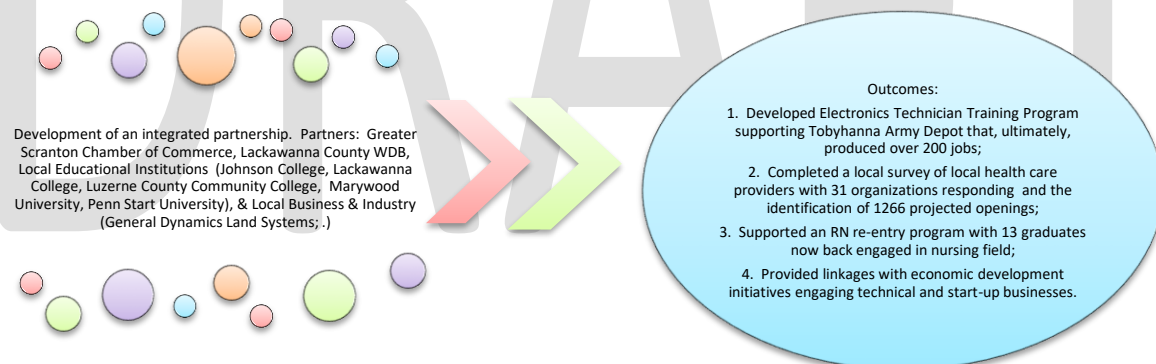 Development of an integrated partnership.  Partners:  Greater
Scranton Chamber of Commerce, Lackawanna County WDB,
Local Educational Institutions  (Johnson College, Lackawanna
College, Luzerne County Community College,  Marywood
University, Penn Start University), & Local Business & Industry
(General Dynamics Land Systems; .)
Outcomes:
1.  Developed Electronics Technician Training Program
supporting Tobyhanna Army Depot that, ultimately,
produced over 200 jobs;
2.  Completed a local survey of local health care
providers with 31 organizations responding  and the
identification of 1266 projected openings;
3.  Supported an RN re-entry program with 13 graduates
now back engaged in nursing field;
4.  Provided linkages with economic development
initiatives engaging technical and start-up businesses.